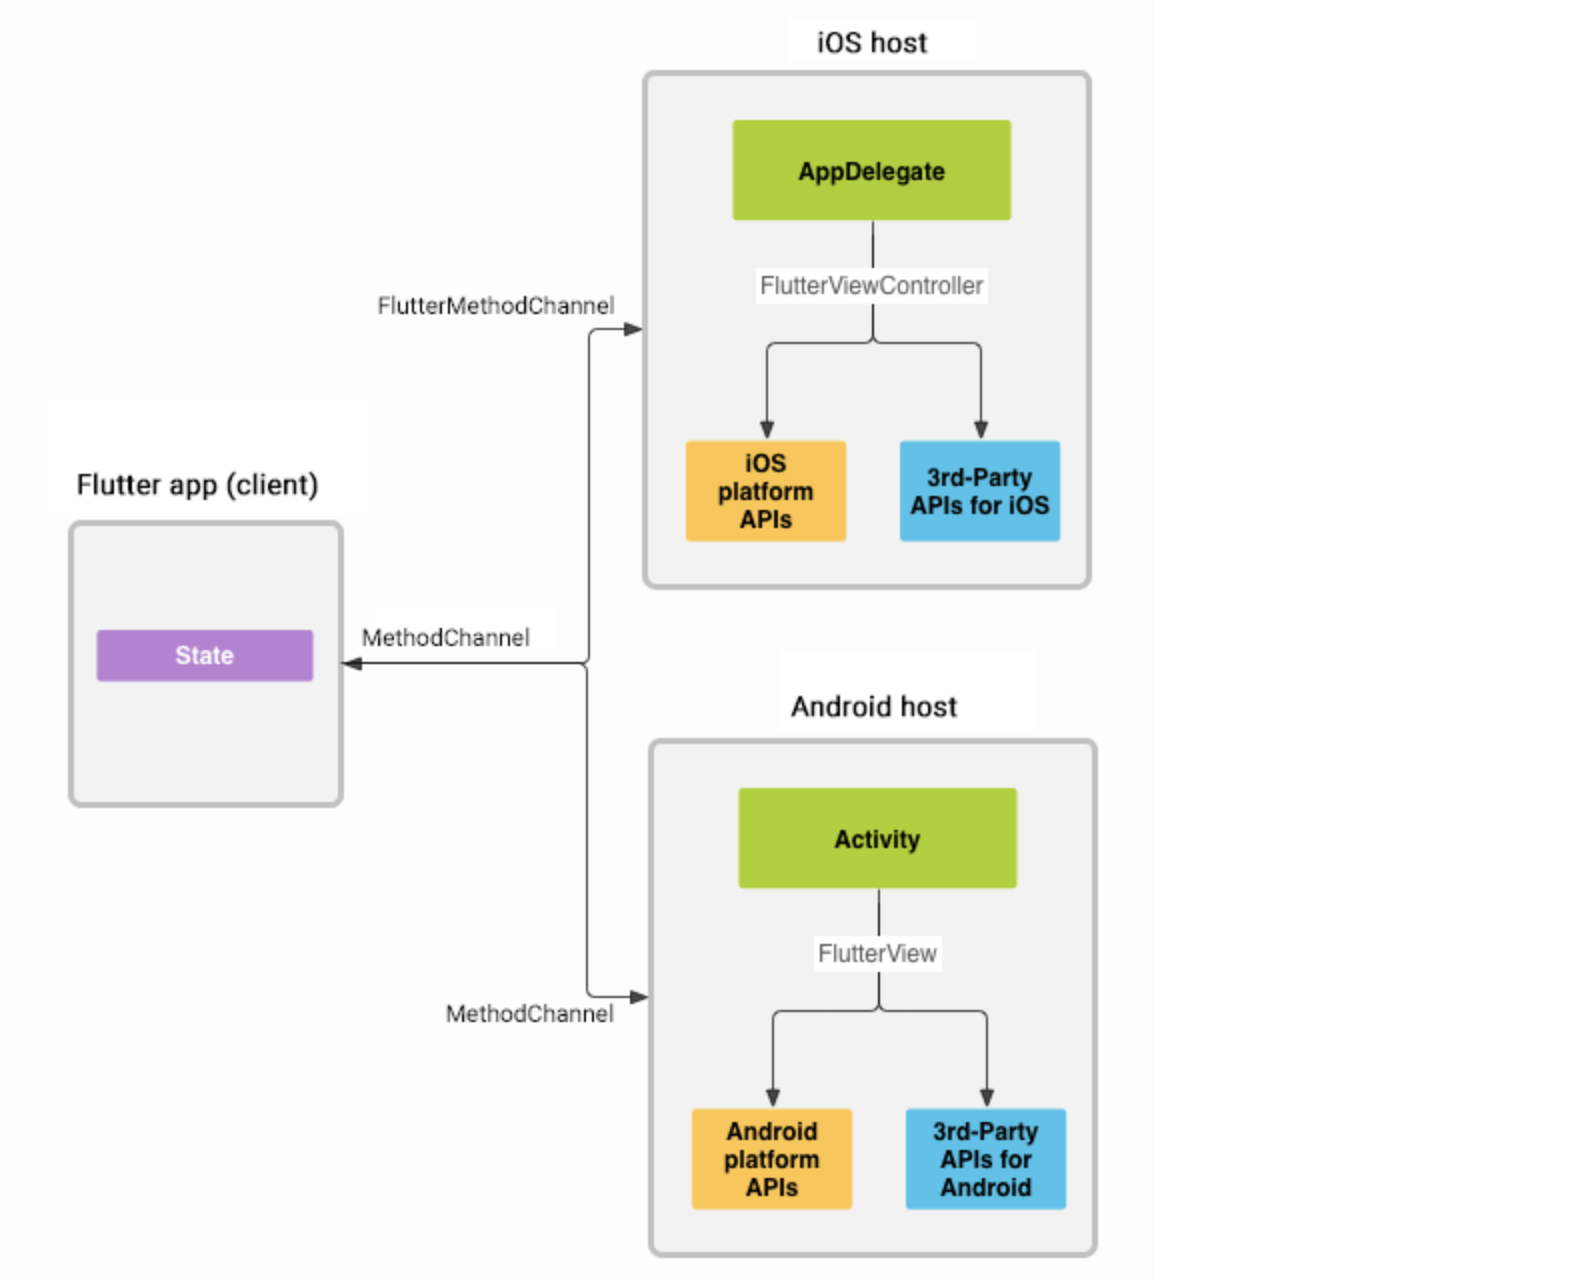 iOS host
AppDelegate
FlutterViewController
FlutterMethodChannel
iOS
platform
APIs
3rd-Party
APIs for iOS
Flutter app (client)
State
MethodChannel
Android host
Activity
FlutterView
MethodChannel
Android
platform
APIs
3rd-Party
APIs for
Android